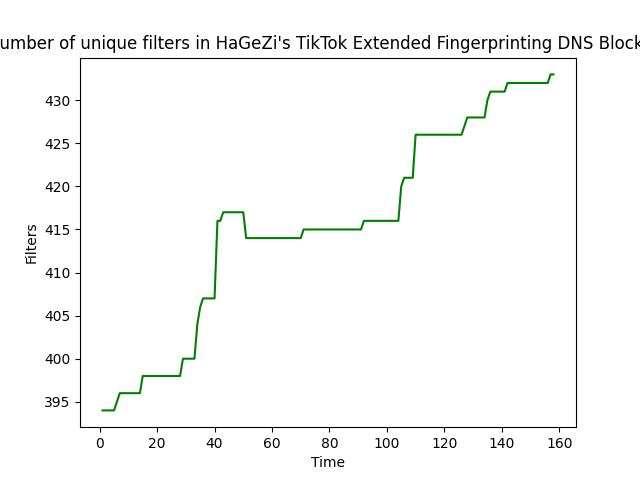 umber of unique filters in HaGeZi's TikTok Extended Fingerprinting DNS Block
430
425
420
415
410
405
400
395
Filters
0 20 40 60 80 100 120 140 160
Time